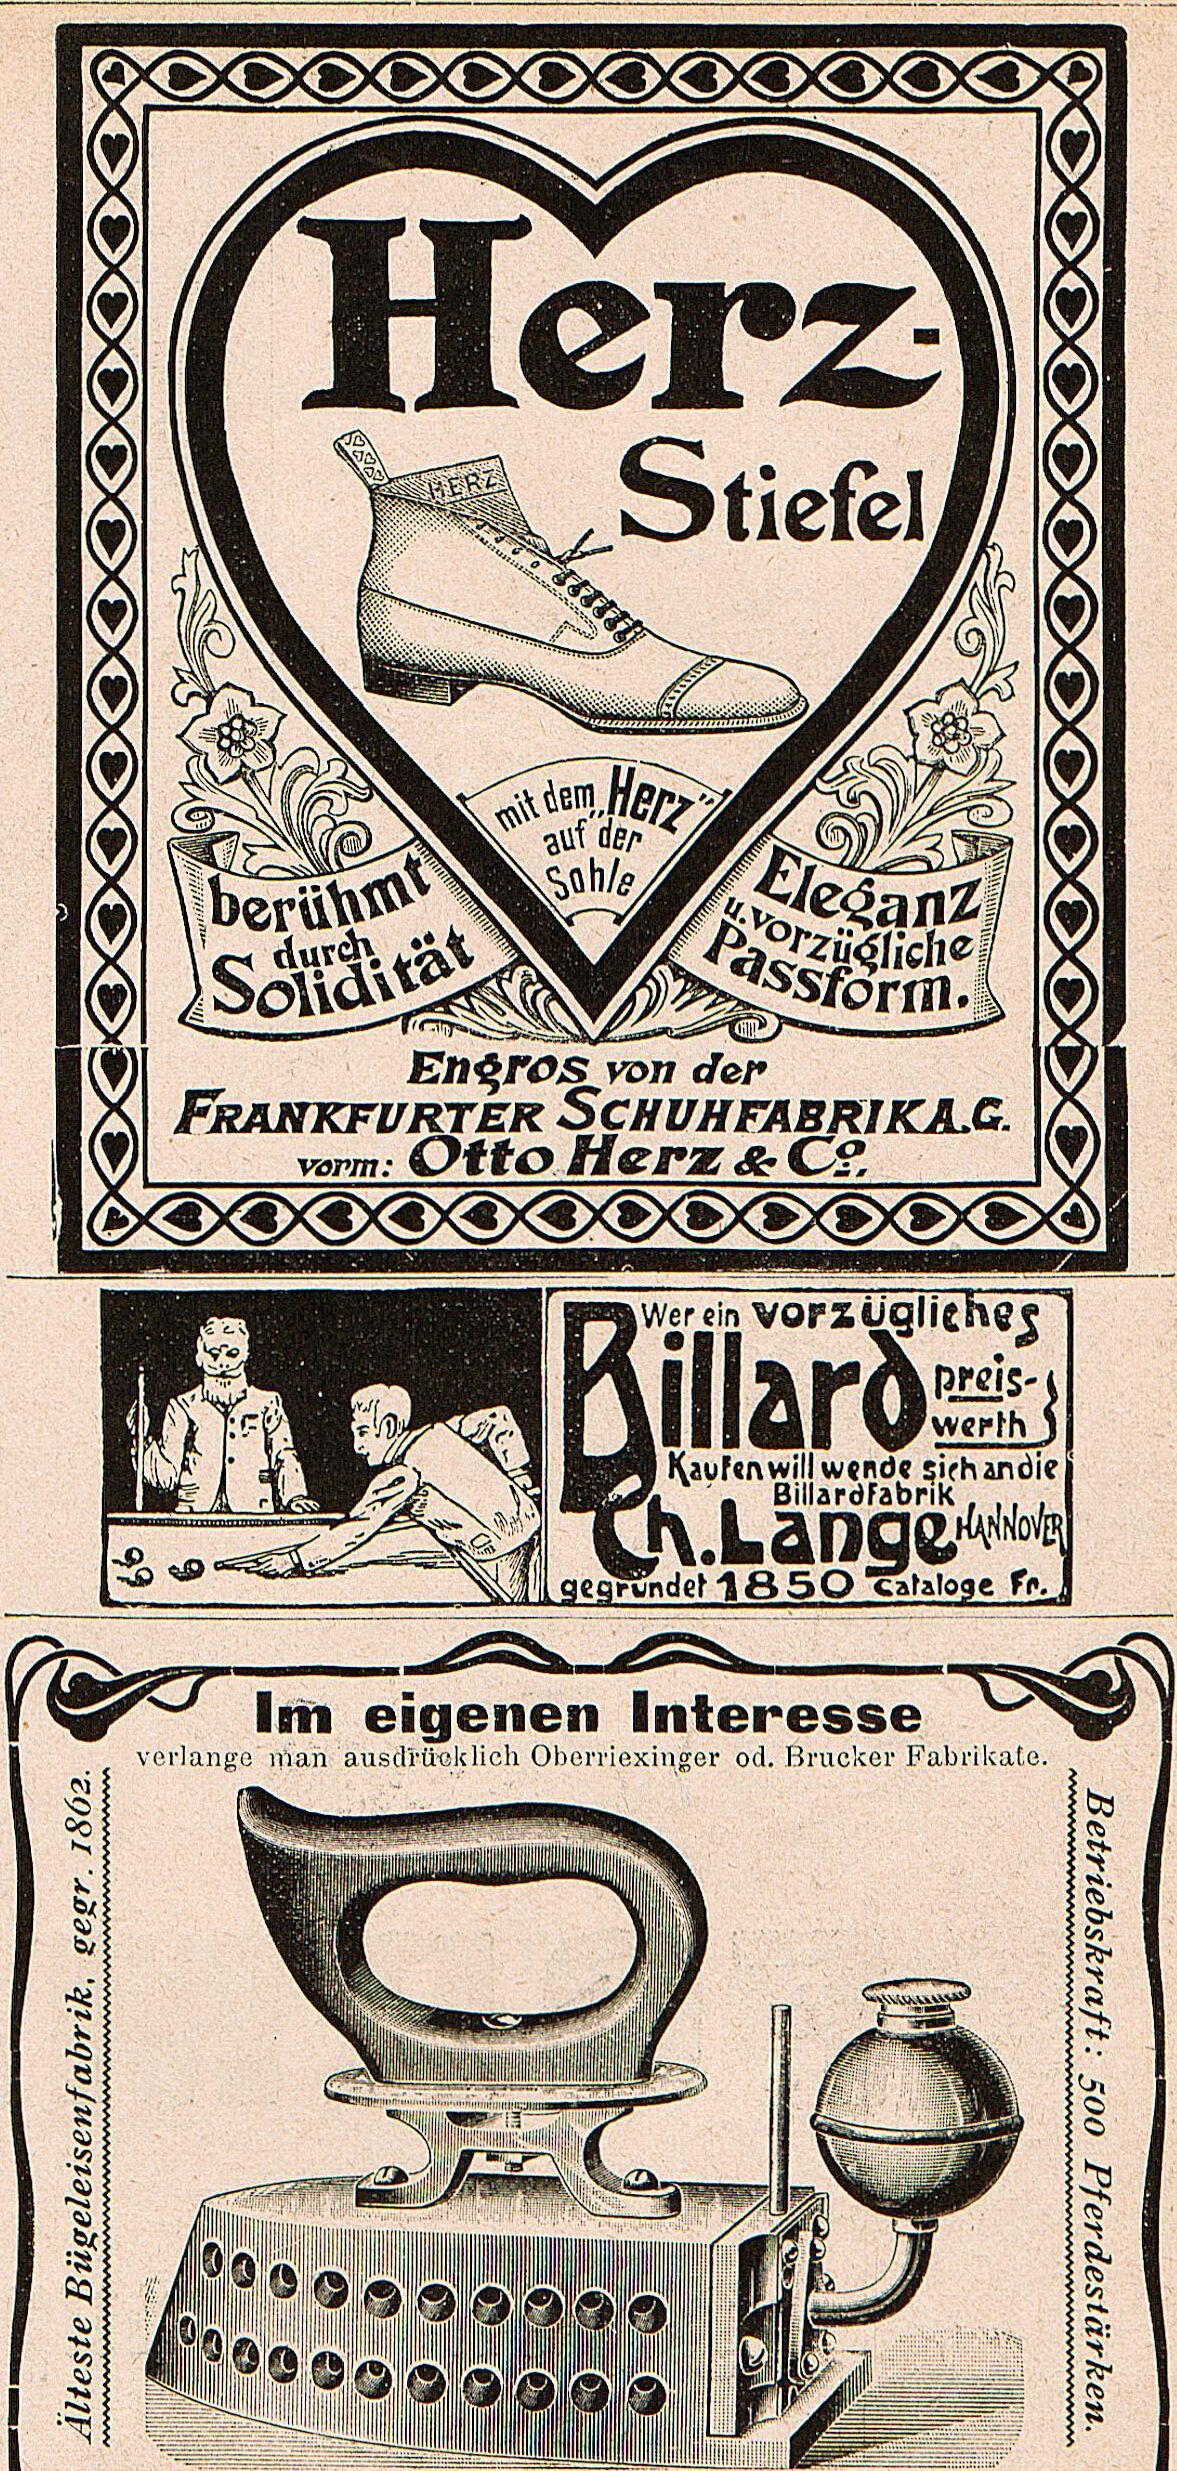 Herz-
Stiefel
HERZ
mit dem „Herz“
auf der
Sohle
berühmt
durch
Solidität
Eleganz
u. vorzügliche
Passform.
Engros von der
FRANKFURTER SCHUHFABRIK A.G.
vorm: Otto Herz & Co.
Wer ein vorzügliches
Billard preis-
werth
Kaufen will wende sich an die
Billardfabrik
Ch. Lange HANNOVER
gegründet 1850 Cataloge Fr.
Im eigenen Interesse
verlange man ausdrücklich Oberriexinger od. Brucker Fabrikate.
Älteste Bügeleisenfabrik, gegr. 1862.
Betriebskraft: 500 Pferdestärken.